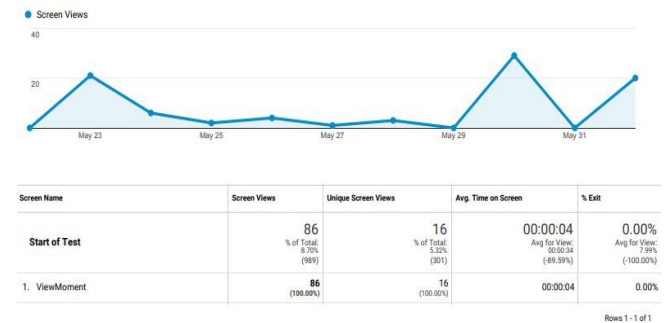 Screen Views
40
20
May 23 May 25 May 27 May 29 May 31
Screen Name Screen Views Unique Screen Views Avg. Time on Screen % Exit
Start of Test 86 16 00:00:04 0.00%
% of Total: % of Total: Avg for View: Avg for View:
8.70% 5.32% 00:00:34 7.99%
(989) (301) (-89.59%) (-100.00%)
1. ViewMoment 86 16 00:00:04 0.00%
(100.00%) (100.00%)
Rows 1 - 1 of 1